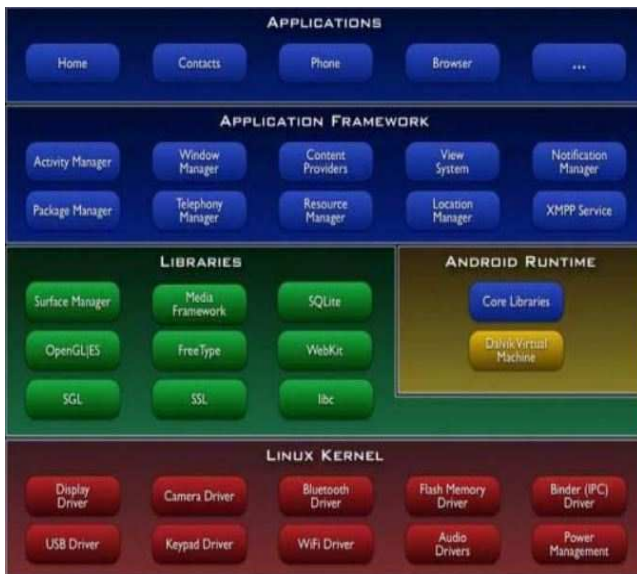 APPLICATIONS
Home
Contacts
Phone
Browser
...
APPLICATION FRAMEWORK
Activity Manager
Window
Manager
Content
Providers
View
System
Notification
Manager
Package Manager
Telephony
Manager
Resource
Manager
Location
Manager
XMPP Service
LIBRARIES
Surface Manager
Media
Framework
SQLite
OpenGL|ES
FreeType
WebKit
SGL
SSL
libc
ANDROID RUNTIME
Core Libraries
Dalvik Virtual
Machine
LINUX KERNEL
Display
Driver
Camera Driver
Bluetooth
Driver
Flash Memory
Driver
Binder (IPC)
Driver
USB Driver
Keypad Driver
WiFi Driver
Audio
Drivers
Power
Management